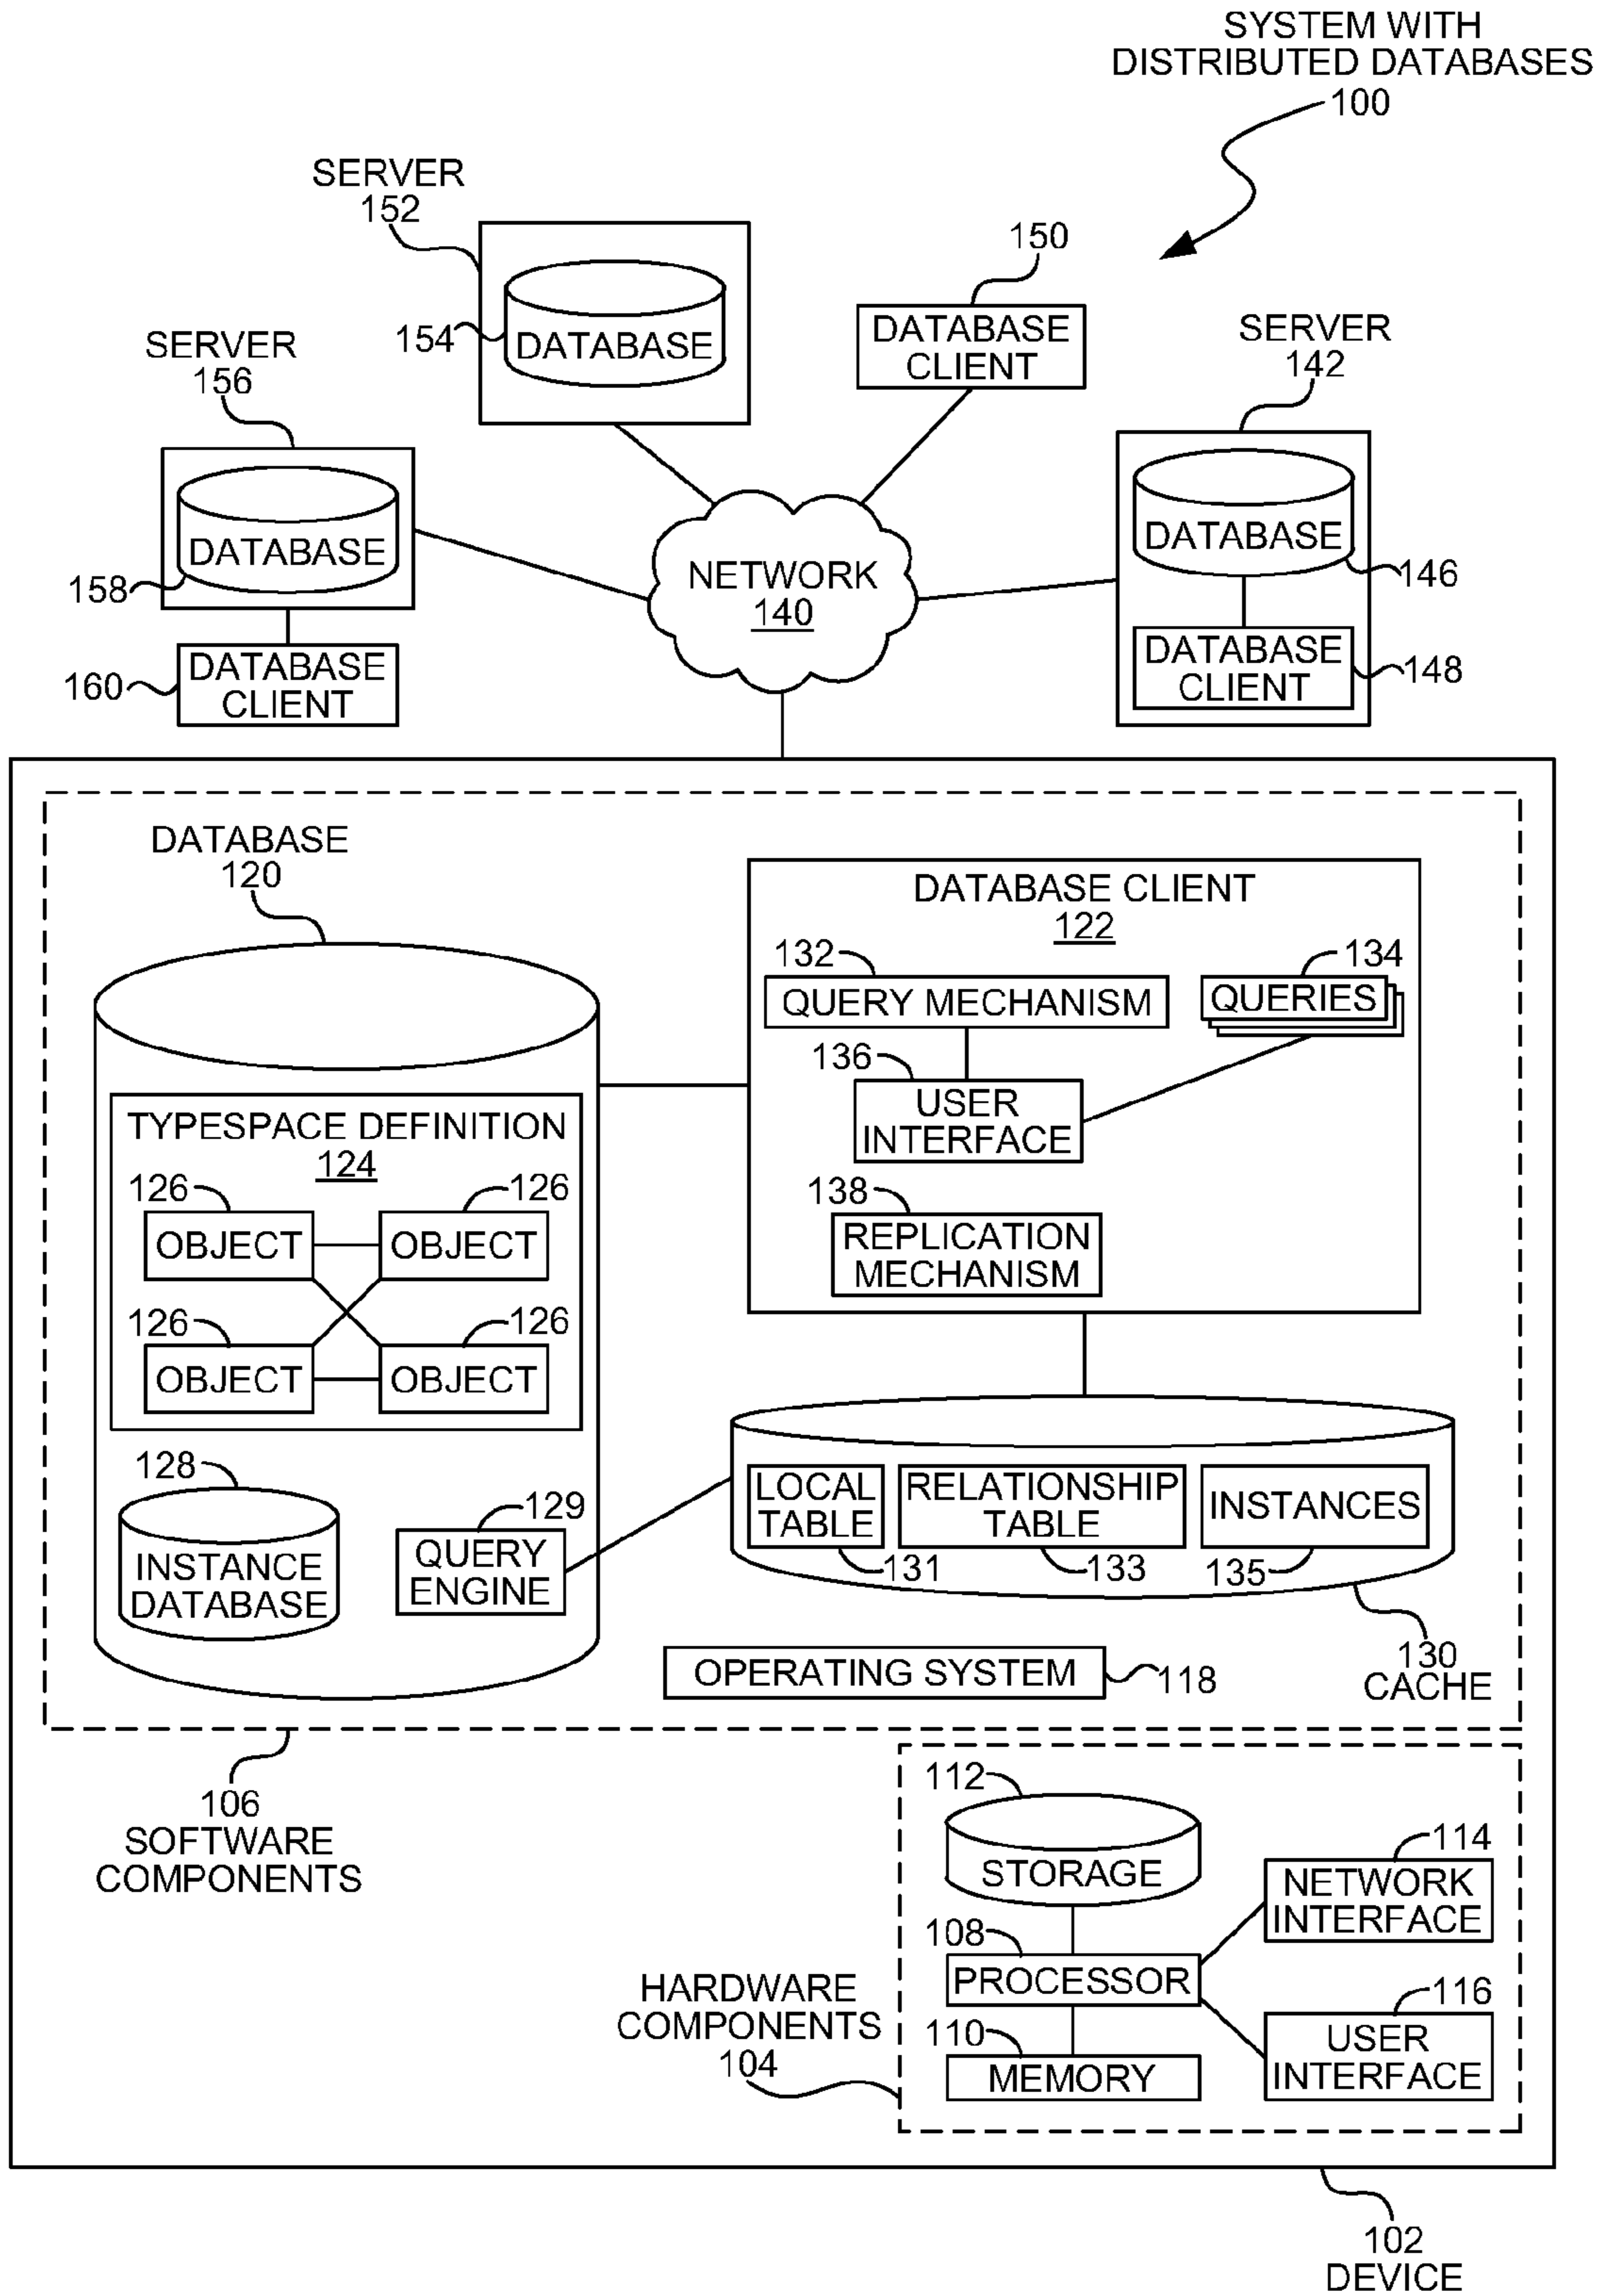 SYSTEM WITH
DISTRIBUTED DATABASES
100
SERVER
152
154
DATABASE
150
DATABASE
CLIENT
SERVER
142
DATABASE
146
DATABASE
CLIENT
148
SERVER
156
DATABASE
158
160
DATABASE
CLIENT
NETWORK
140
DATABASE
120
DATABASE CLIENT
122
132
QUERY MECHANISM
134
QUERIES
136
USER
INTERFACE
138
REPLICATION
MECHANISM
TYPESPACE DEFINITION
124
126
126
OBJECT
OBJECT
126
126
OBJECT
OBJECT
128
INSTANCE
DATABASE
129
QUERY
ENGINE
LOCAL
TABLE
RELATIONSHIP
TABLE
INSTANCES
131
133
135
130
CACHE
OPERATING SYSTEM
118
106
SOFTWARE
COMPONENTS
112
STORAGE
114
NETWORK
INTERFACE
108
PROCESSOR
116
USER
INTERFACE
110
MEMORY
HARDWARE
COMPONENTS
104
102
DEVICE